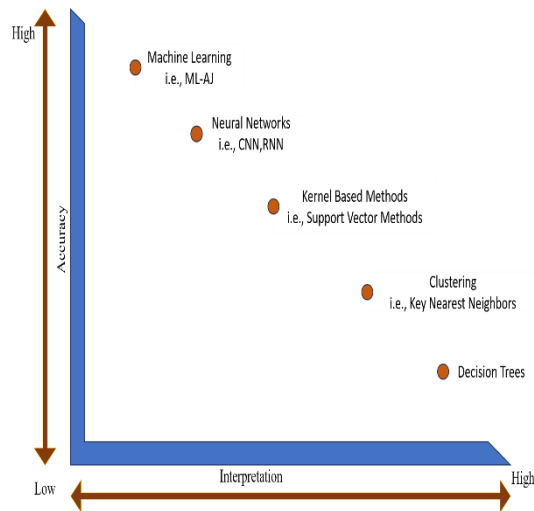 High
Machine Learning
i.e., ML-AJ
Neural Networks
i.e., CNN,RNN
Kernel Based Methods
i.e., Support Vector Methods
Accuracy
Clustering
i.e., Key Nearest Neighbors
Decision Trees
Low
Interpretation
High